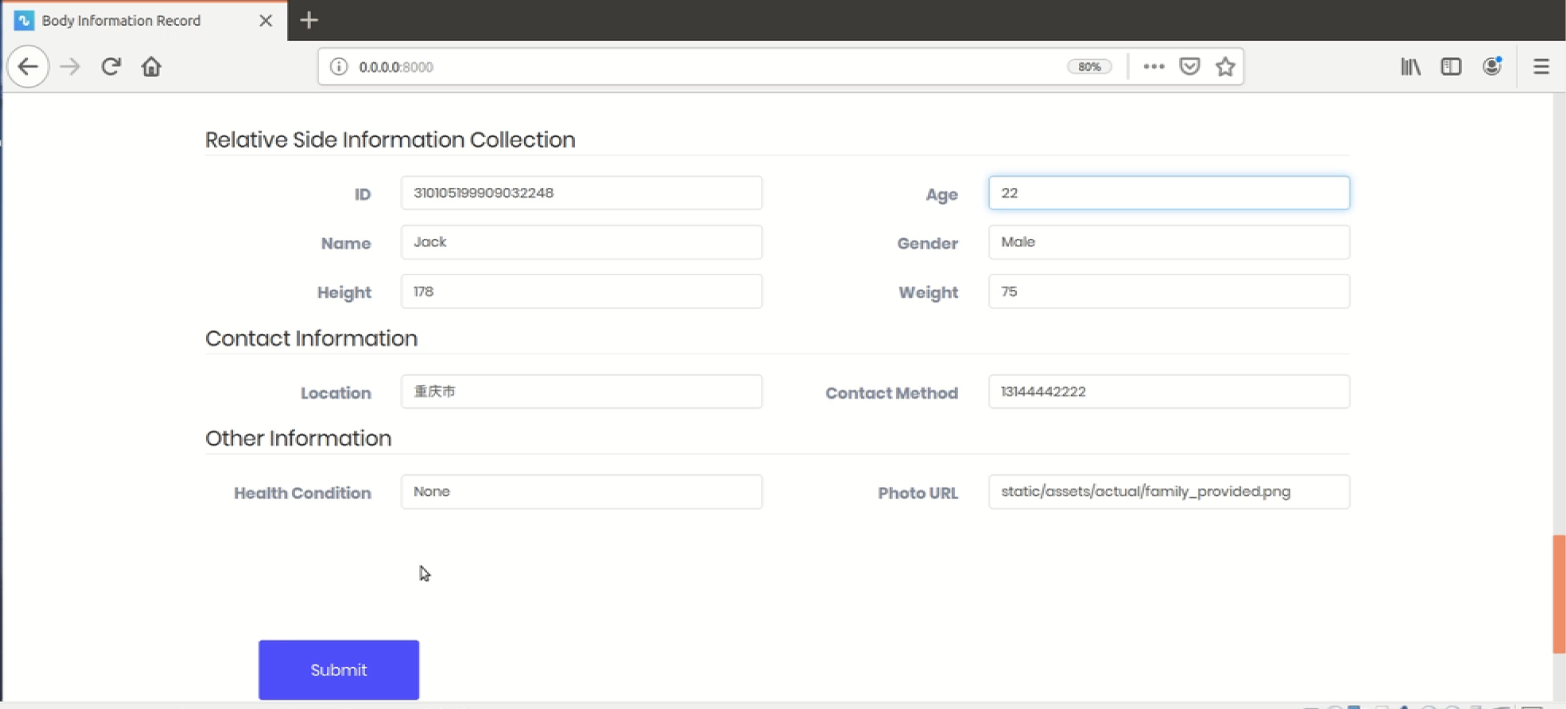 Body Information Record
0.0.0.0:8000
80%
Relative Side Information Collection
ID 310105199909032248 Age 22
Name Jack Gender Male
Height 178 Weight 75
Contact Information
Location 重庆市 Contact Method 13144442222
Other Information
Health Condition None Photo URL static/assets/actual/family_provided.png
Submit